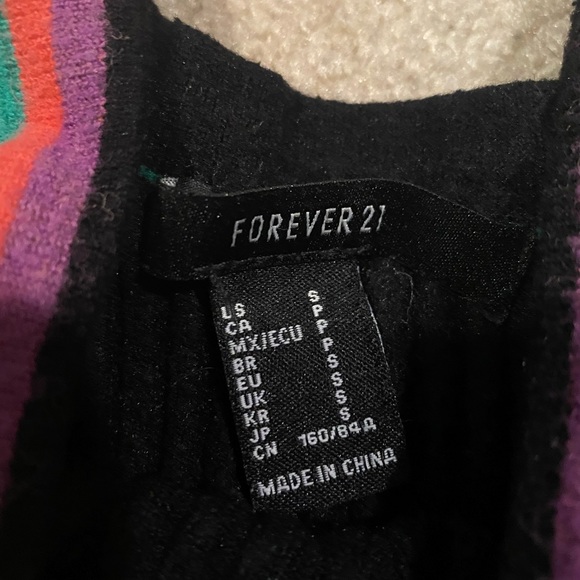 FOREVER 21
US S
CA P
MX/ECU P
BR P
EU S
UK S
KR S
JP S
CN 160/84A
MADE IN CHINA